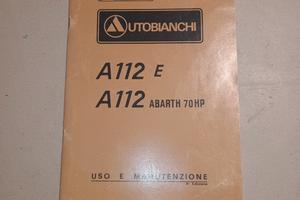 AUTOBIANCHI
A112 E
A112 ABARTH 70HP
USO E MANUTENZIONE